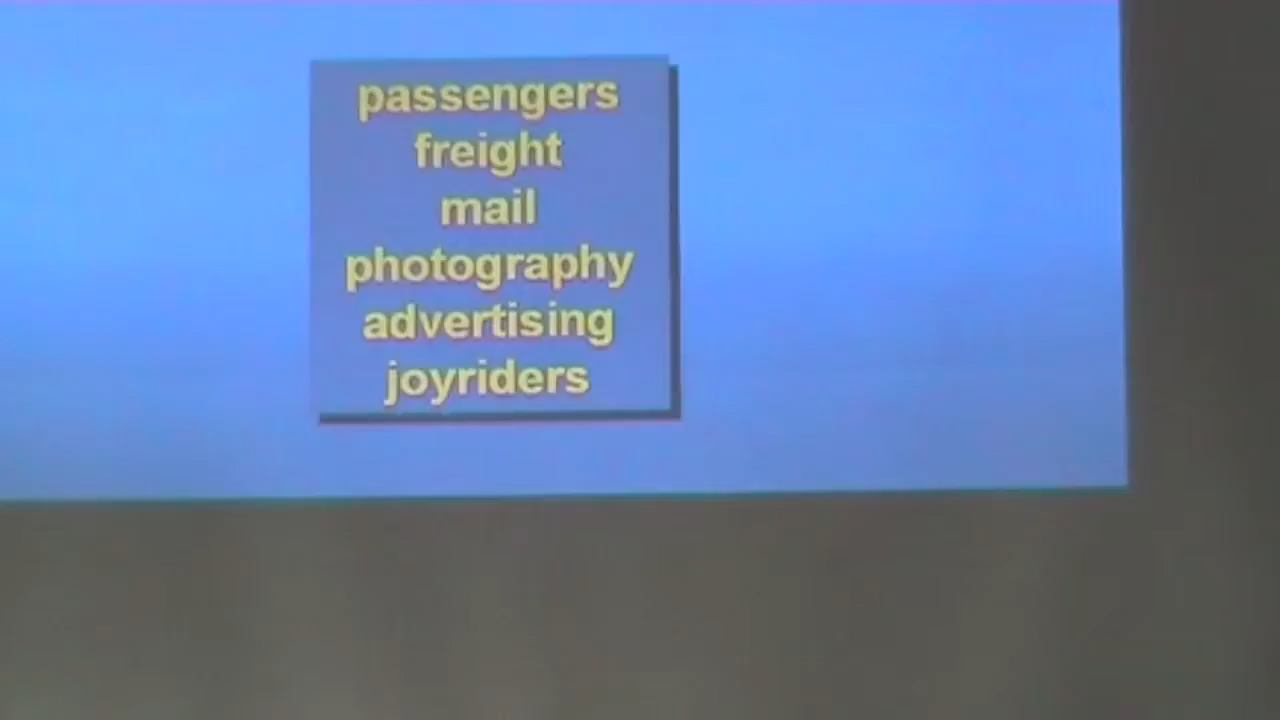 passengers
freight
mail
photography
advertising
joyriders